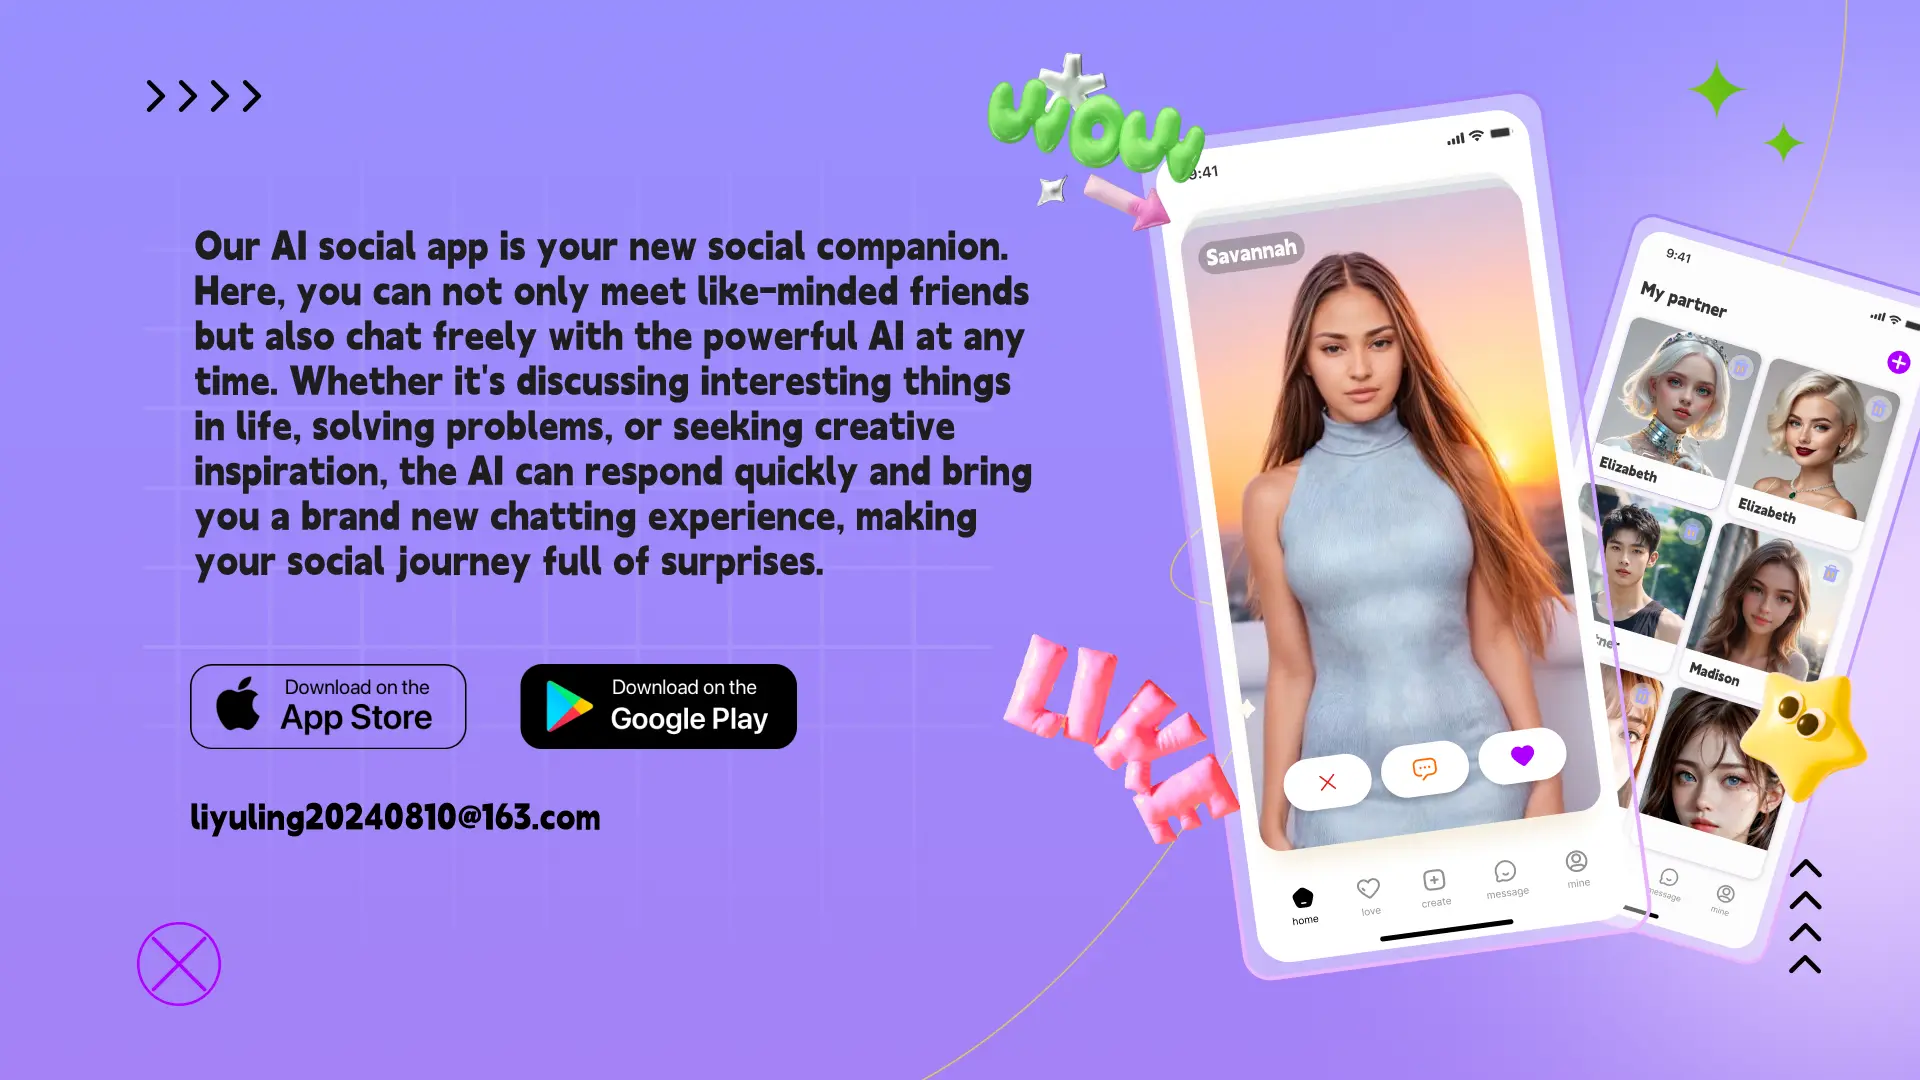 Our AI social app is your new social companion.
Here, you can not only meet like-minded friends
but also chat freely with the powerful AI at any
time. Whether it's discussing interesting things
in life, solving problems, or seeking creative
inspiration, the AI can respond quickly and bring
you a brand new chatting experience, making
your social journey full of surprises.
Download on the
App Store
Download on the
Google Play
liyuling20240810@163.com
WOW
LIKE
9:41
Savannah
home
love
create
message
mine
9:41
My partner
Elizabeth
Elizabeth
Madison
message
mine